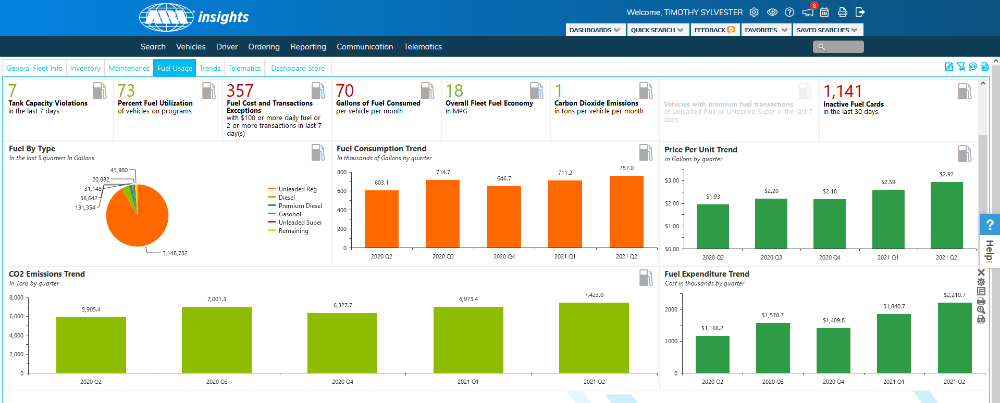 ARI® insights
Welcome, TIMOTHY SYLVESTER
6
DASHBOARDS
QUICK SEARCH
FEEDBACK
FAVORITES
SAVED SEARCHES
Search
Vehicles
Driver
Ordering
Reporting
Communication
Telematics
General Fleet Info
Inventory
Maintenance
Fuel Usage
Trends
Telematics
Dashboard Store
PDF
7
Tank Capacity Violations
in the last 7 days
73
Percent Fuel Utilization
of vehicles on programs
357
Fuel Cost and Transactions
Exceptions
with $100 or more daily fuel or
2 or more transactions in last 7
day(s)
70
Gallons of Fuel Consumed
per vehicle per month
18
Overall Fleet Fuel Economy
In MPG
1
Carbon Dioxide Emissions
in tons per vehicle per month
Vehicles with premium fuel transactions
of Unleaded Plus or Unleaded Super in the last 7
days
1,141
Inactive Fuel Cards
in the last 30 days
Fuel By Type
In the last 5 quarters In Gallons
43,980
20,882
31,145
56,642
131,354
3,148,782
Unleaded Reg
Diesel
Premium Diesel
Gasohol
Unleaded Super
Remaining
Fuel Consumption Trend
In thousands of Gallons by quarter
800
600
400
200
0
603.1
714.7
646.7
711.2
757.0
2020 Q2
2020 Q3
2020 Q4
2021 Q1
2021 Q2
Price Per Unit Trend
In Gallons by quarter
$3.00
$2.00
$1.00
$0.00
$1.93
$2.20
$2.18
$2.59
$2.92
2020 Q2
2020 Q3
2020 Q4
2021 Q1
2021 Q2
?
Help
CO2 Emissions Trend
In Tons by quarter
8,000
6,000
4,000
2,000
0
5,905.4
7,001.3
6,327.7
6,973.4
7,423.0
2020 Q2
2020 Q3
2020 Q4
2021 Q1
2021 Q2
Fuel Expenditure Trend
Cost in thousands by quarter
2000
1000
0
$1,166.2
$1,570.7
$1,409.8
$1,840.7
$2,210.7
2020 Q2
2020 Q3
2020 Q4
2021 Q1
2021 Q2
PDF